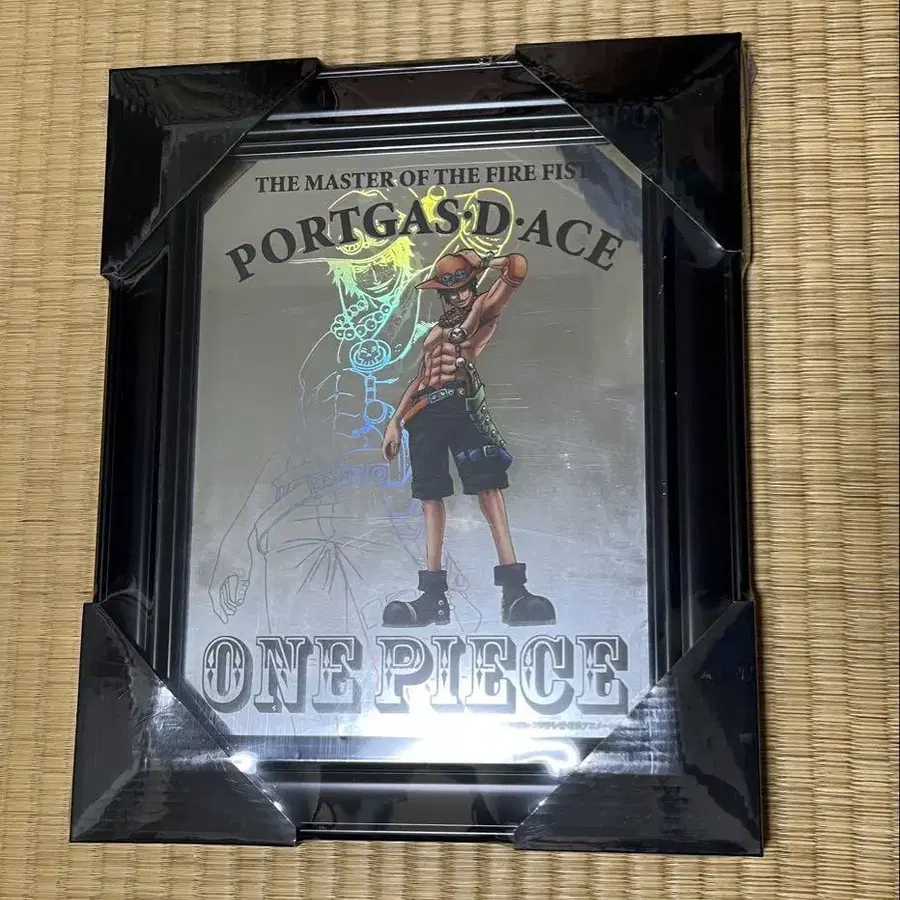 THE MASTER OF THE FIRE FIST
PORTGAS·D·ACE
ONE PIECE